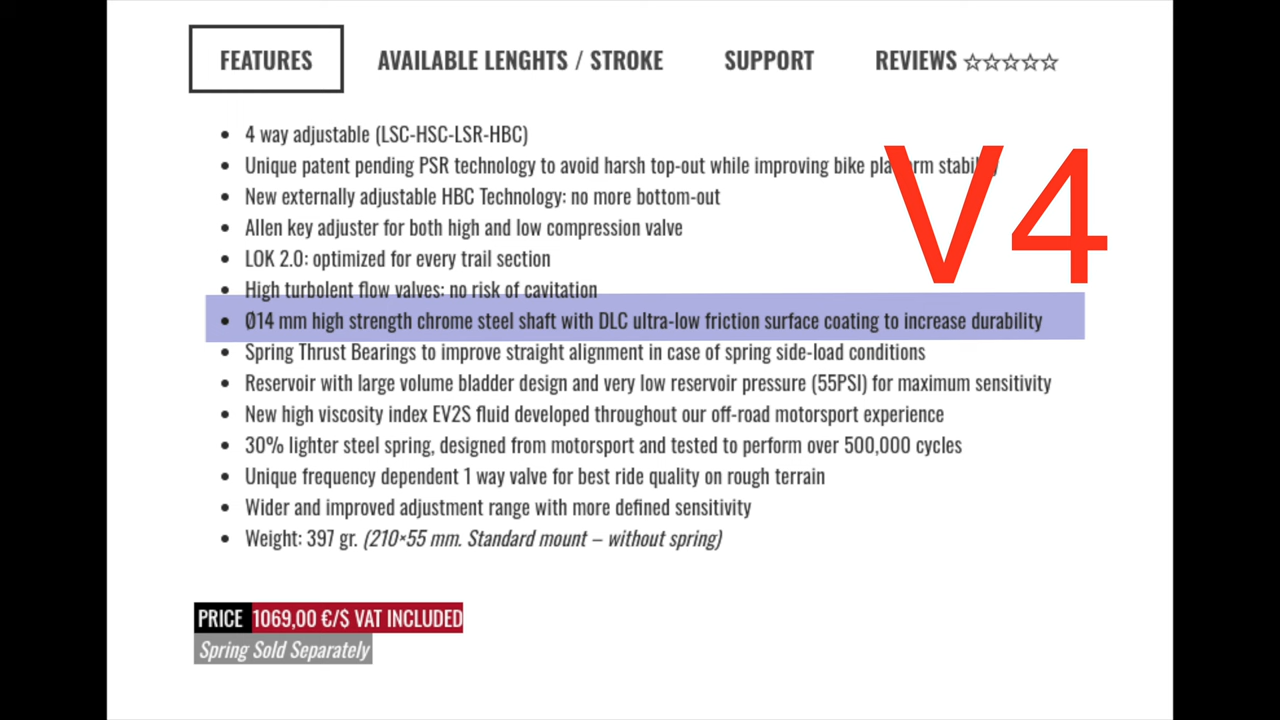 FEATURES AVAILABLE LENGHTS / STROKE SUPPORT REVIEWS ☆☆☆☆☆
• 4 way adjustable (LSC-HSC-LSR-HBC)
• Unique patent pending PSR technology to avoid harsh top-out while improving bike
• New externally adjustable HBC Technology: no more bottom-out
• Allen key adjuster for both high and low compression valve
• LOK 2.0: optimized for every trail section
• High turbolent flow valves: no risk of cavitation
• Ø14 mm high strength chrome steel shaft with DLC ultra-low friction surface coating to increase durability
• Spring Thrust Bearings to improve straight alignment in case of spring side-load conditions
• Reservoir with large volume bladder design and very low reservoir pressure (55PSI) for maximum sensitivity
• New high viscosity index EV2S fluid developed throughout our off-road motorsport experience
• 30% lighter steel spring, designed from motorsport and tested to perform over 500,000 cycles
• Unique frequency dependent 1 way valve for best ride quality on rough terrain
• Wider and improved adjustment range with more defined sensitivity
• Weight: 397 gr. (210×55 mm. Standard mount – without spring)
V4
PRICE 1069,00 €/$ VAT INCLUDED
Spring Sold Separately